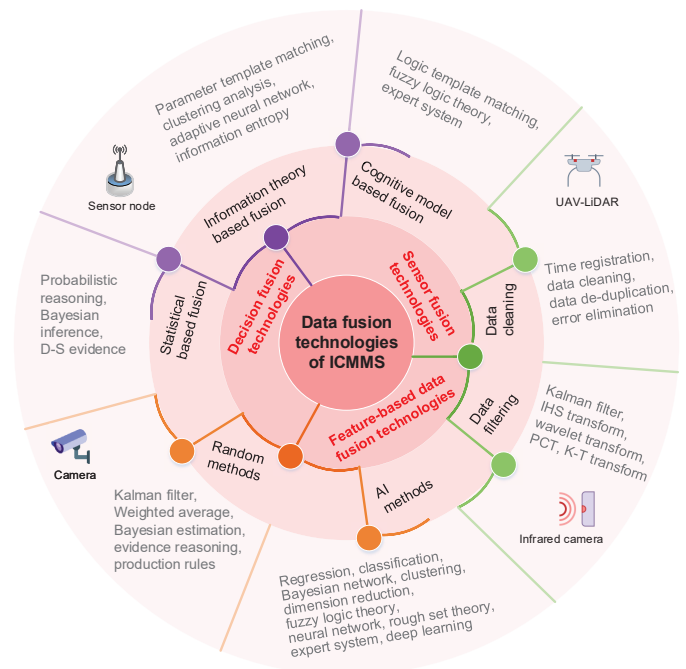 Data fusion
technologies
of ICMMS
Decision fusion
technologies
Sensor fusion
technologies
Feature-based data
fusion technologies
Information theory
based fusion
Cognitive model
based fusion
Data
cleaning
Data
filtering
AI
methods
Random
methods
Statistical
based fusion
Parameter template matching,
clustering analysis,
adaptive neural network,
information entropy
Logic template matching,
fuzzy logic theory,
expert system
UAV-LiDAR
Time registration,
data cleaning,
data de-duplication,
error elimination
Kalman filter,
IHS transform,
wavelet transform,
PCT, K-T transform
Infrared camera
Regression, classification,
Bayesian network, clustering,
dimension reduction,
fuzzy logic theory,
neural network, rough set theory,
expert system, deep learning
Kalman filter,
Weighted average,
Bayesian estimation,
evidence reasoning,
production rules
Camera
Probabilistic
reasoning,
Bayesian
inference,
D-S evidence
Sensor node